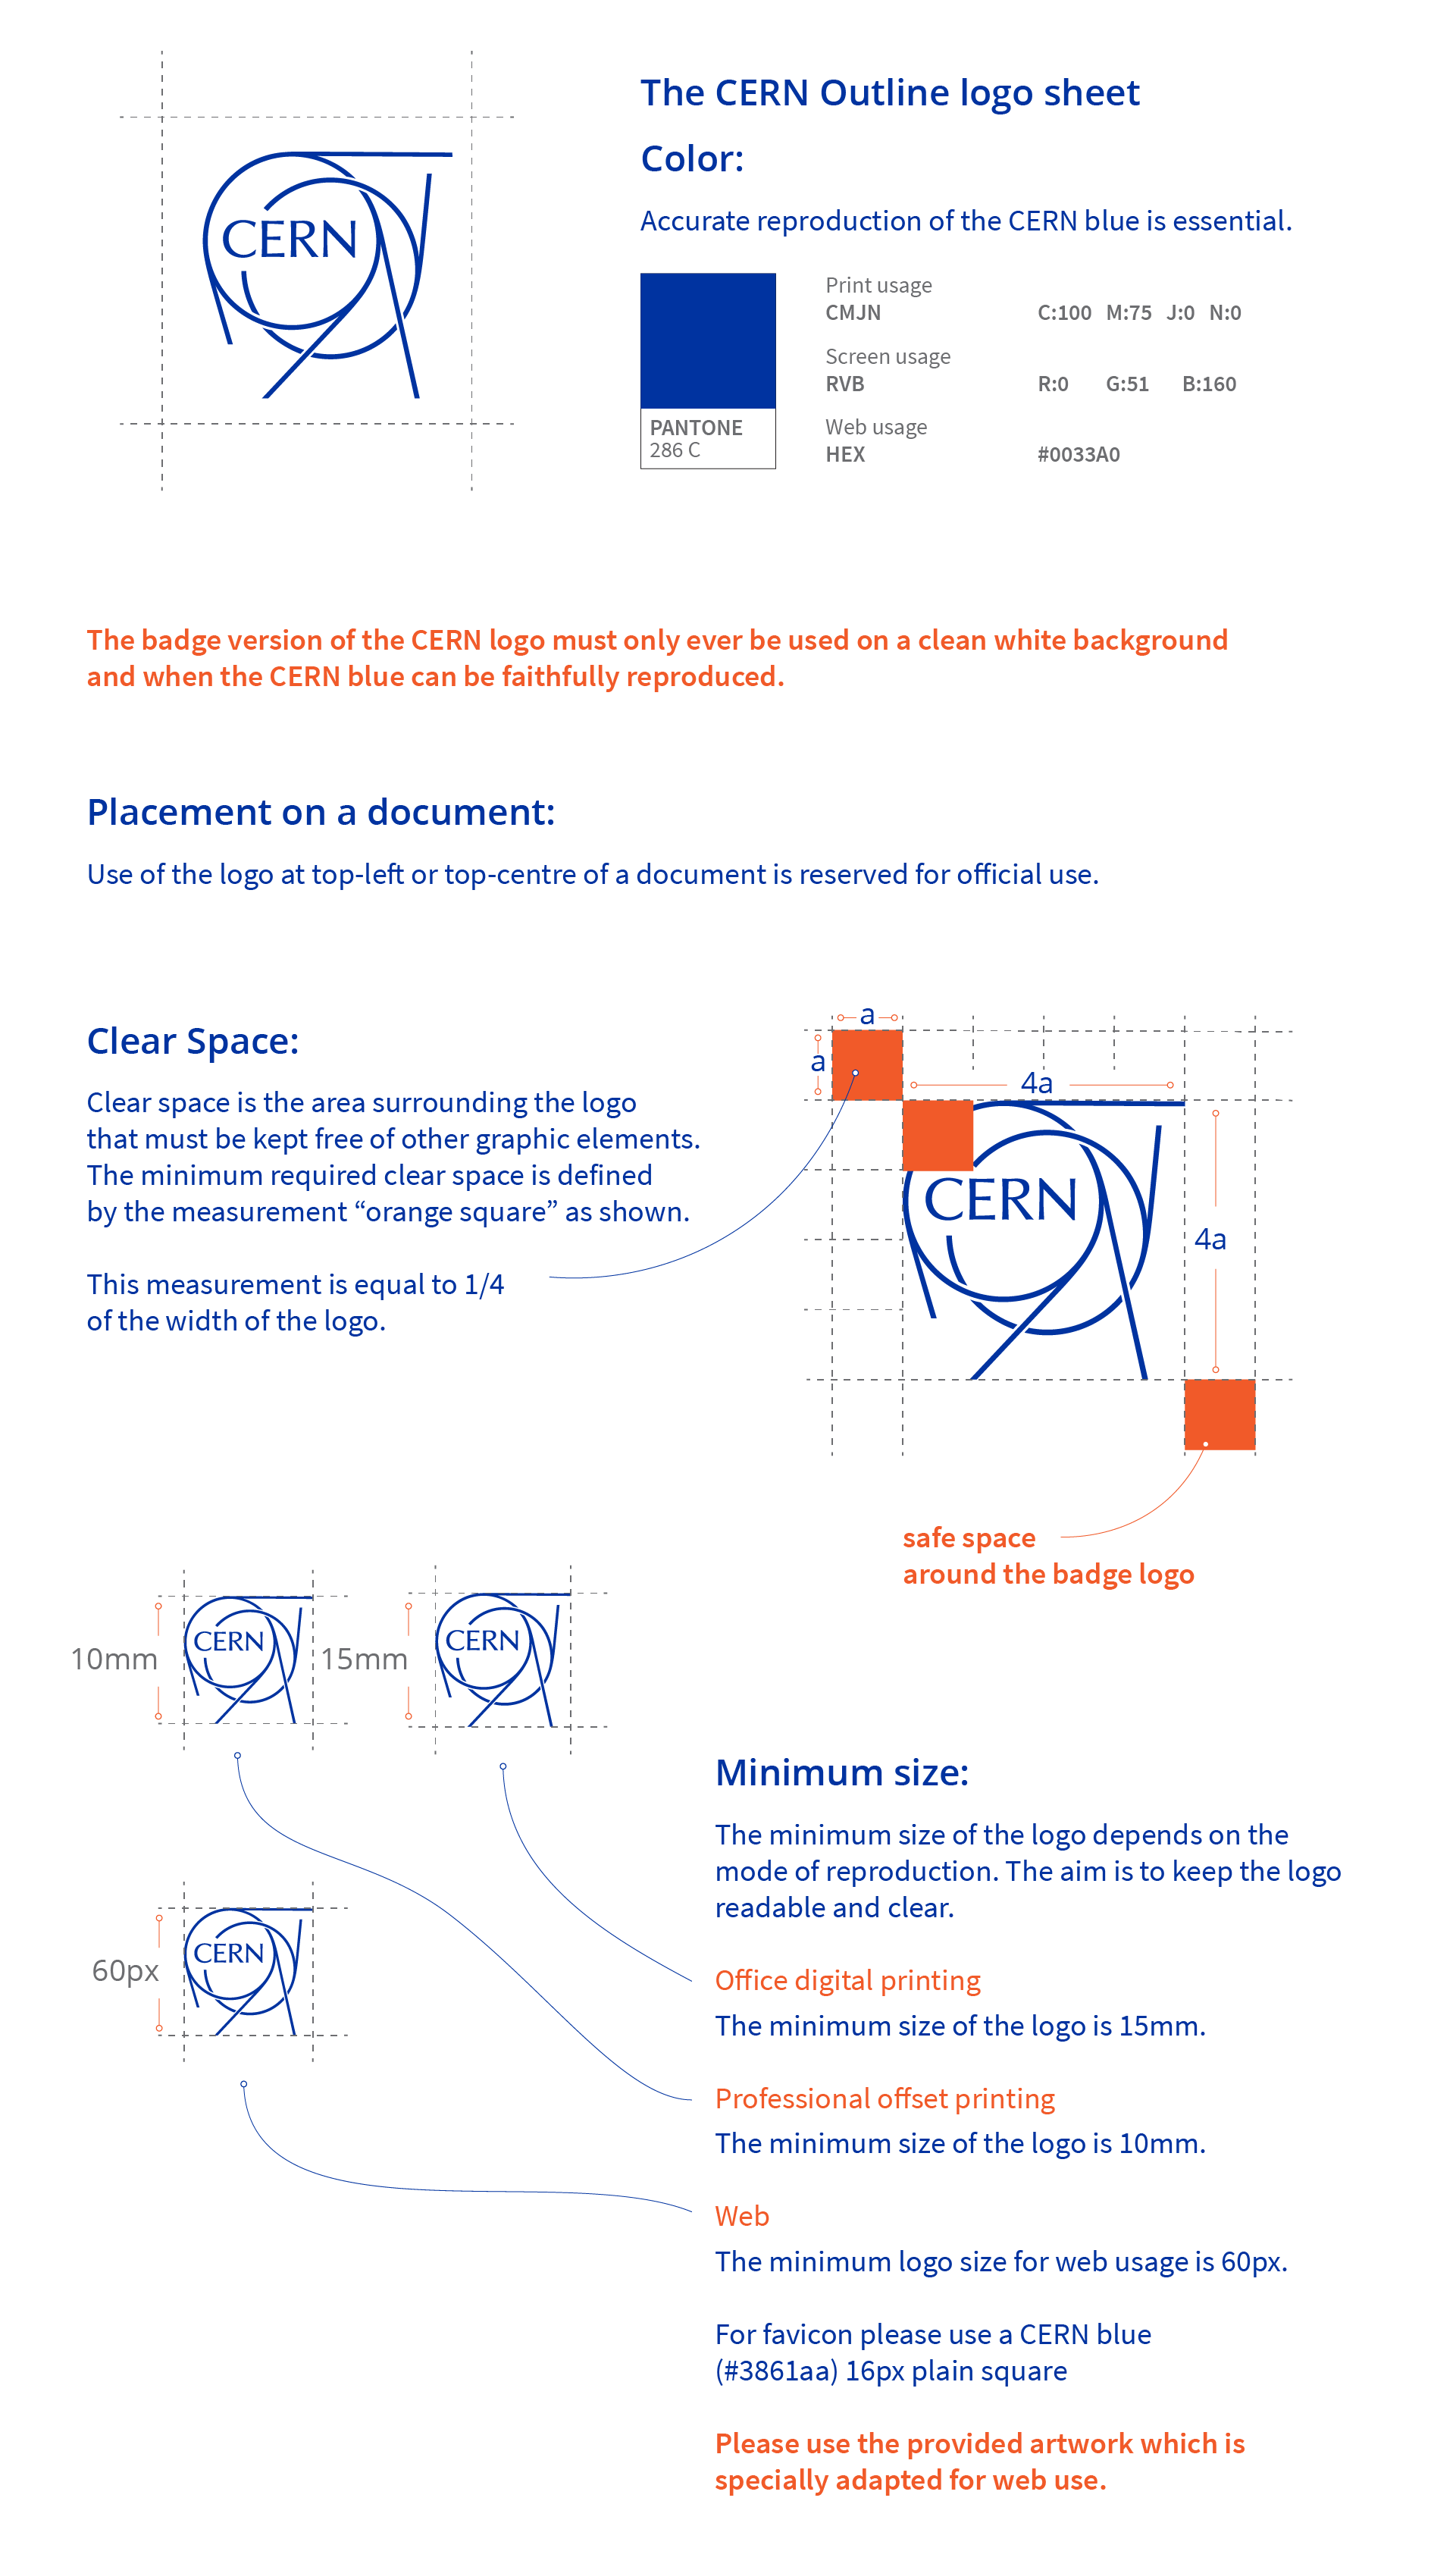 CERN
The CERN Outline logo sheet
Color:
Accurate reproduction of the CERN blue is essential.
PANTONE
286 C
Print usage
CMJN C:100 M:75 J:0 N:0
Screen usage
RVB R:0 G:51 B:160
Web usage
HEX #0033A0
The badge version of the CERN logo must only ever be used on a clean white background
and when the CERN blue can be faithfully reproduced.
Placement on a document:
Use of the logo at top-left or top-centre of a document is reserved for official use.
Clear Space:
Clear space is the area surrounding the logo
that must be kept free of other graphic elements.
The minimum required clear space is defined
by the measurement “orange square” as shown.
This measurement is equal to 1/4
of the width of the logo.
a
a
4a
CERN
4a
safe space
around the badge logo
10mm
CERN
15mm
CERN
60px
CERN
Minimum size:
The minimum size of the logo depends on the
mode of reproduction. The aim is to keep the logo
readable and clear.
Office digital printing
The minimum size of the logo is 15mm.
Professional offset printing
The minimum size of the logo is 10mm.
Web
The minimum logo size for web usage is 60px.
For favicon please use a CERN blue
(#3861aa) 16px plain square
Please use the provided artwork which is
specially adapted for web use.